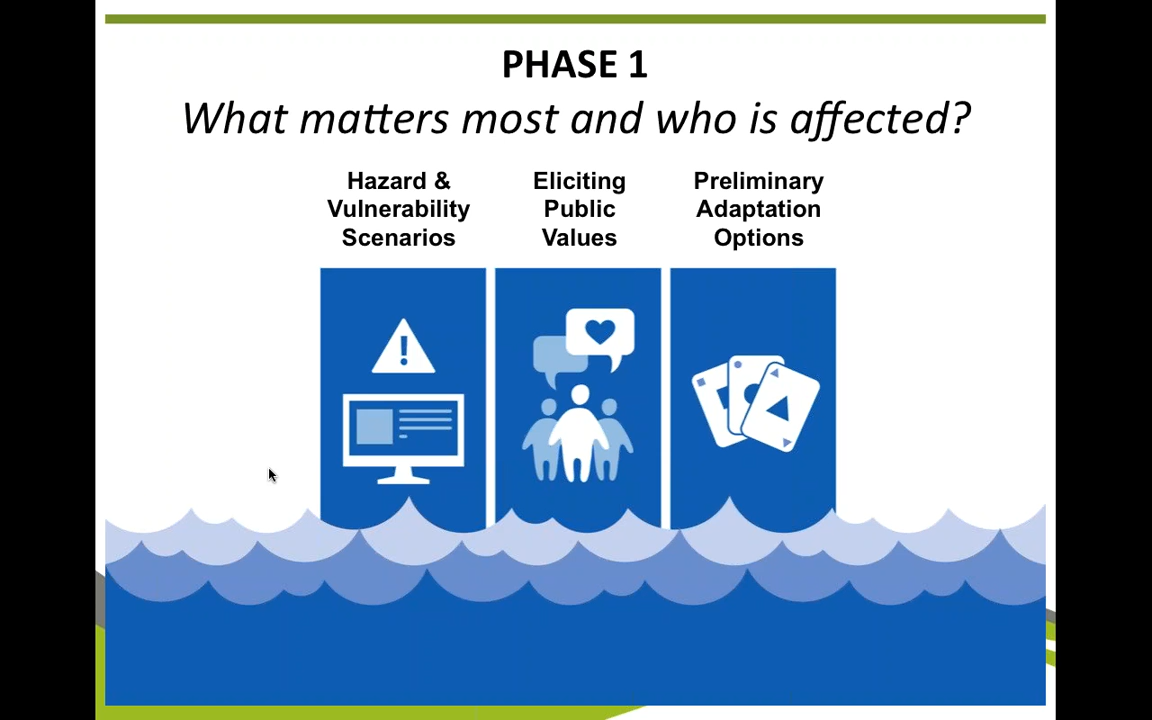 PHASE 1
What matters most and who is affected?
Hazard &
Vulnerability
Scenarios
Eliciting
Public
Values
Preliminary
Adaptation
Options